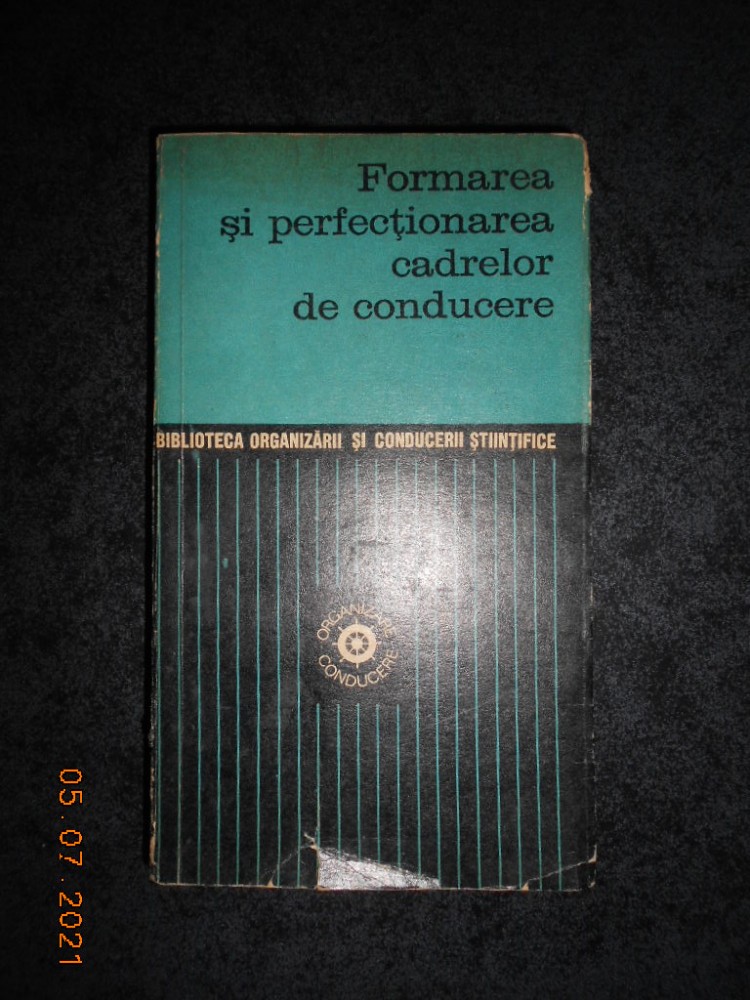 Formarea
şi perfecţionarea
cadrelor
de conducere
BIBLIOTECA ORGANIZĂRII ŞI CONDUCERII ŞTIINŢIFICE
ORGANIZARE
CONDUCERE
05.07.2021